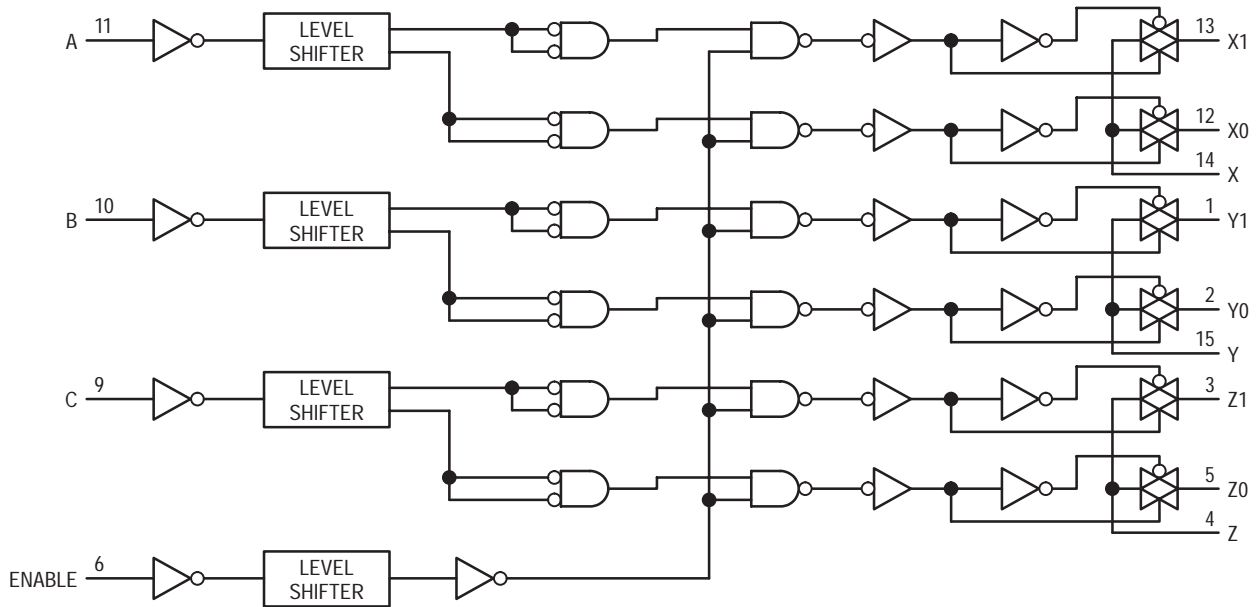 A
11
LEVEL
SHIFTER
13
X1
12
X0
14
X
B
10
LEVEL
SHIFTER
1
Y1
2
Y0
15
Y
C
9
LEVEL
SHIFTER
3
Z1
5
Z0
4
Z
ENABLE
6
LEVEL
SHIFTER